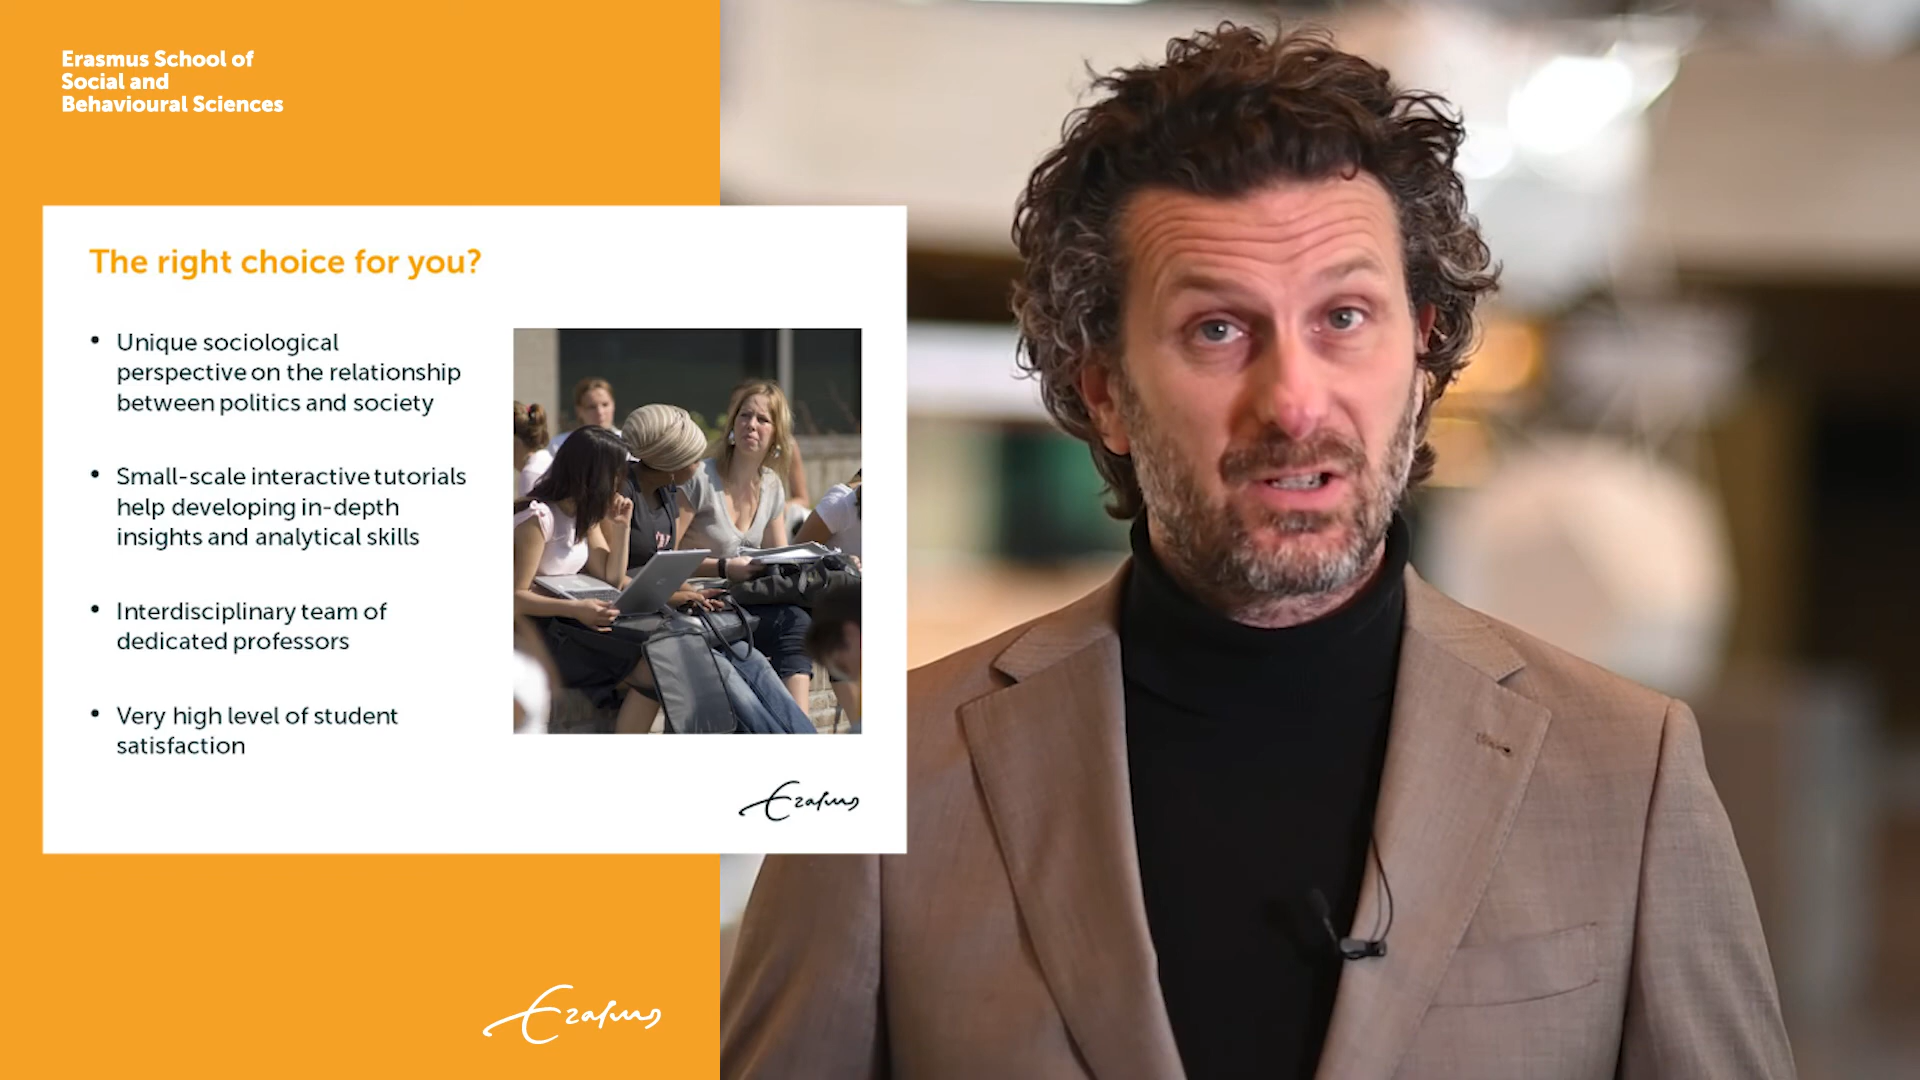 Erasmus School of
Social and
Behavioural Sciences
The right choice for you?
• Unique sociological
perspective on the relationship
between politics and society
• Small-scale interactive tutorials
help developing in-depth
insights and analytical skills
• Interdisciplinary team of
dedicated professors
• Very high level of student
satisfaction
Erasmus
Erasmus